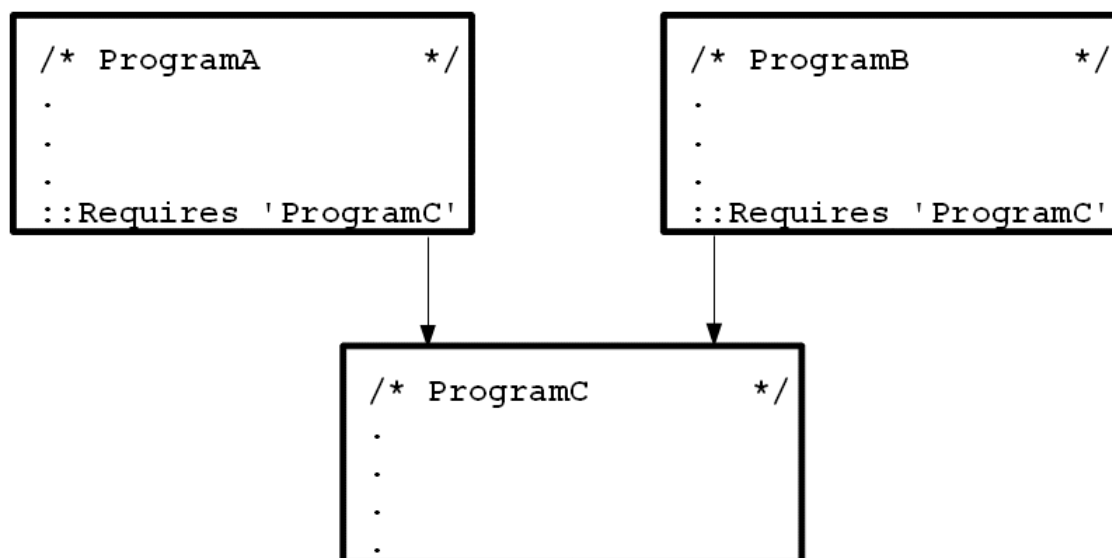 /* ProgramA          */
.
.
.
::Requires 'ProgramC'
/* ProgramB          */
.
.
.
::Requires 'ProgramC'
/* ProgramC          */
.
.
.
.